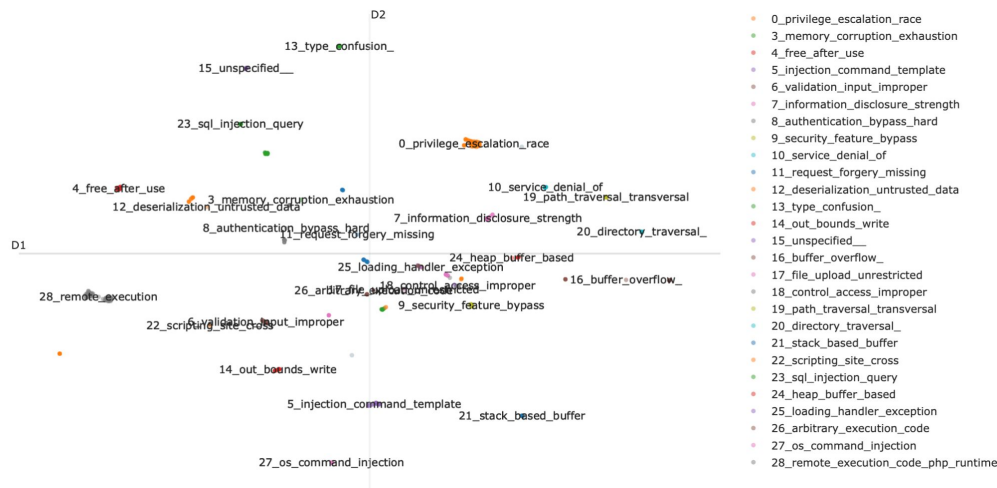 D2
13_type_confusion_
15_unspecified__
23_sql_injection_query
0_privilege_escalation_race
4_free_after_use
10_service_denial_of
12_deserialization_untrusted_data
3_memory_corruption_exhaustion
19_path_traversal_transversal
7_information_disclosure_strength
8_authentication_bypass_hard
11_request_forgery_missing
20_directory_traversal_
D1
24_heap_buffer_based
25_loading_handler_exception
16_buffer_overflow_
18_control_access_improper
28_remote_execution
9_security_feature_bypass
6_validation_input_improper
22_scripting_site_cross
14_out_bounds_write
5_injection_command_template
21_stack_based_buffer
27_os_command_injection
0_privilege_escalation_race
3_memory_corruption_exhaustion
4_free_after_use
5_injection_command_template
6_validation_input_improper
7_information_disclosure_strength
8_authentication_bypass_hard
9_security_feature_bypass
10_service_denial_of
11_request_forgery_missing
12_deserialization_untrusted_data
13_type_confusion_
14_out_bounds_write
15_unspecified__
16_buffer_overflow_
17_file_upload_unrestricted
18_control_access_improper
19_path_traversal_transversal
20_directory_traversal_
21_stack_based_buffer
22_scripting_site_cross
23_sql_injection_query
24_heap_buffer_based
25_loading_handler_exception
26_arbitrary_execution_code
27_os_command_injection
28_remote_execution_code_php_runtime